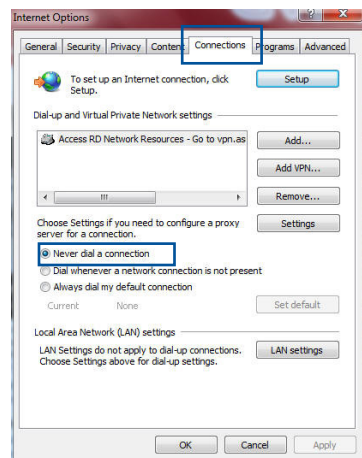 Internet Options
General Security Privacy Content Connections Programs Advanced
To set up an Internet connection, click
Setup.
Setup
Dial-up and Virtual Private Network settings
Access RD Network Resources - Go to vpn.as
Add...
Add VPN...
Remove...
Choose Settings if you need to configure a proxy
server for a connection.
Settings
Never dial a connection
Dial whenever a network connection is not present
Always dial my default connection
Current None
Set default
Local Area Network (LAN) settings
LAN Settings do not apply to dial-up connections.
Choose Settings above for dial-up settings.
LAN settings
OK Cancel Apply